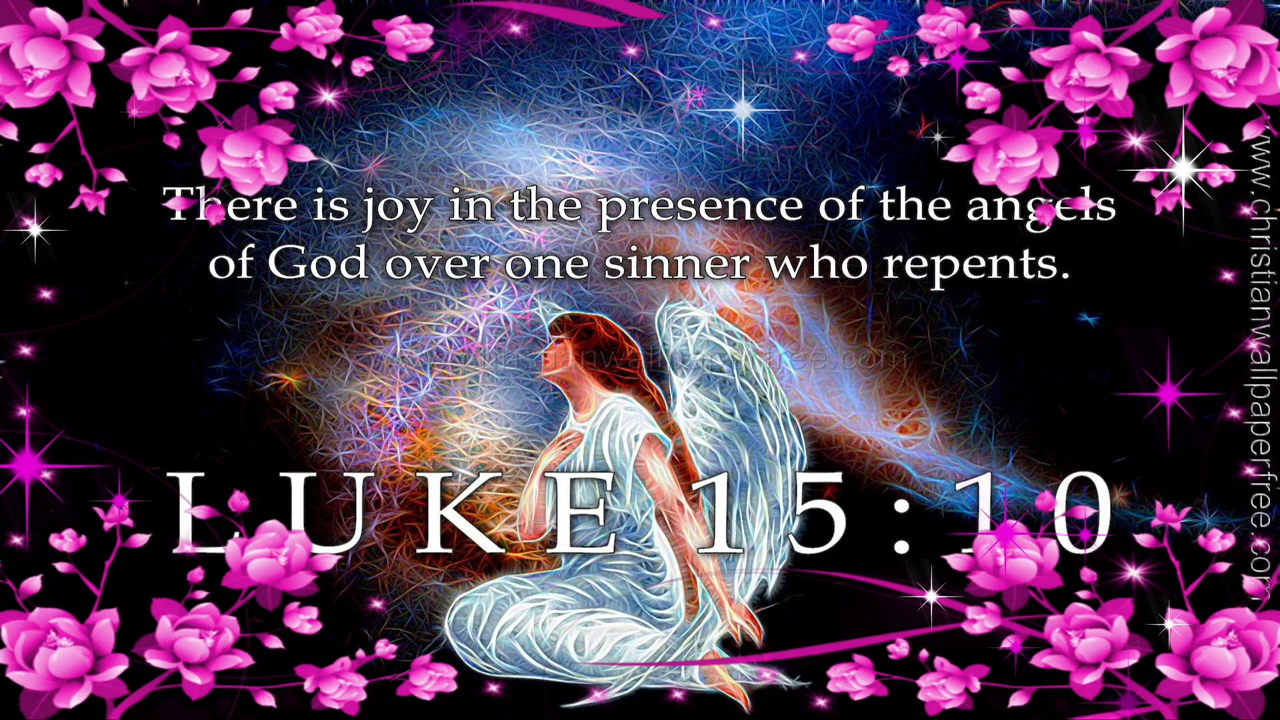 There is joy in the presence of the angels
of God over one sinner who repents.
LUKE 15:10
www.christianwallpaperfree.com